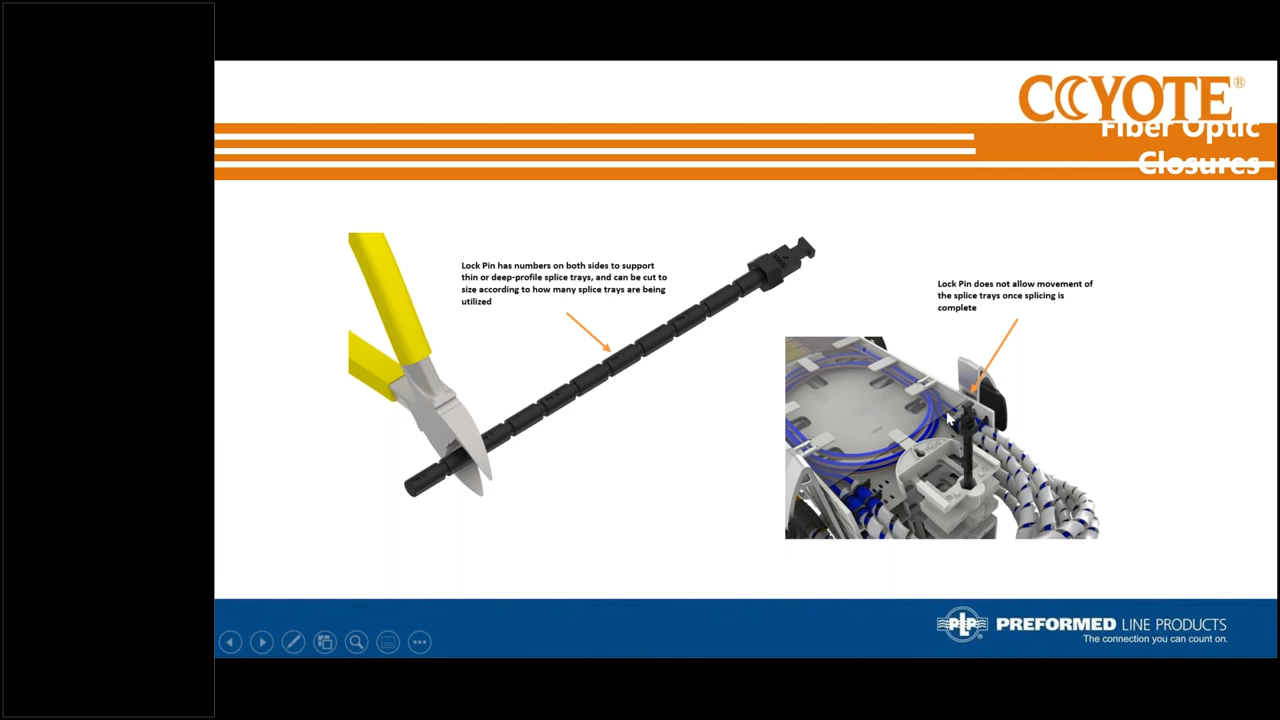 COYOTE®
Fiber Optic
Closures
Lock Pin has numbers on both sides to support
thin or deep-profile splice trays, and can be cut to
size according to how many splice trays are being
utilized
Lock Pin does not allow movement of
the splice trays once splicing is
complete
PLP®
PREFORMED LINE PRODUCTS
The connection you can count on.